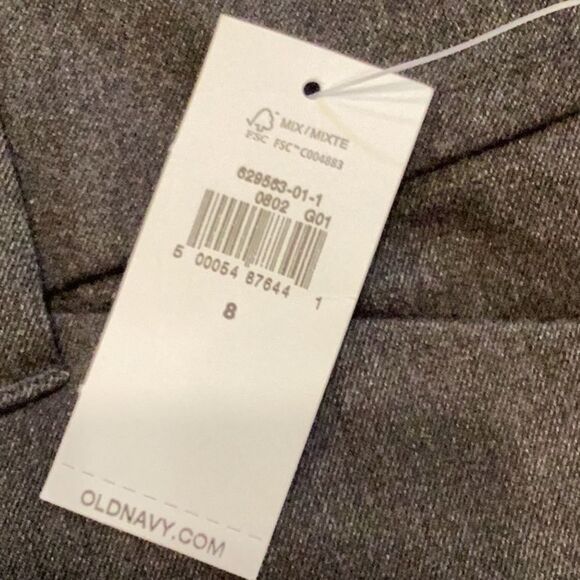 FSC MIX/MIXTE
FSC™ C004883
629563-01-1
0802 G01
5 00054 87644 1
8
OLDNAVY.COM